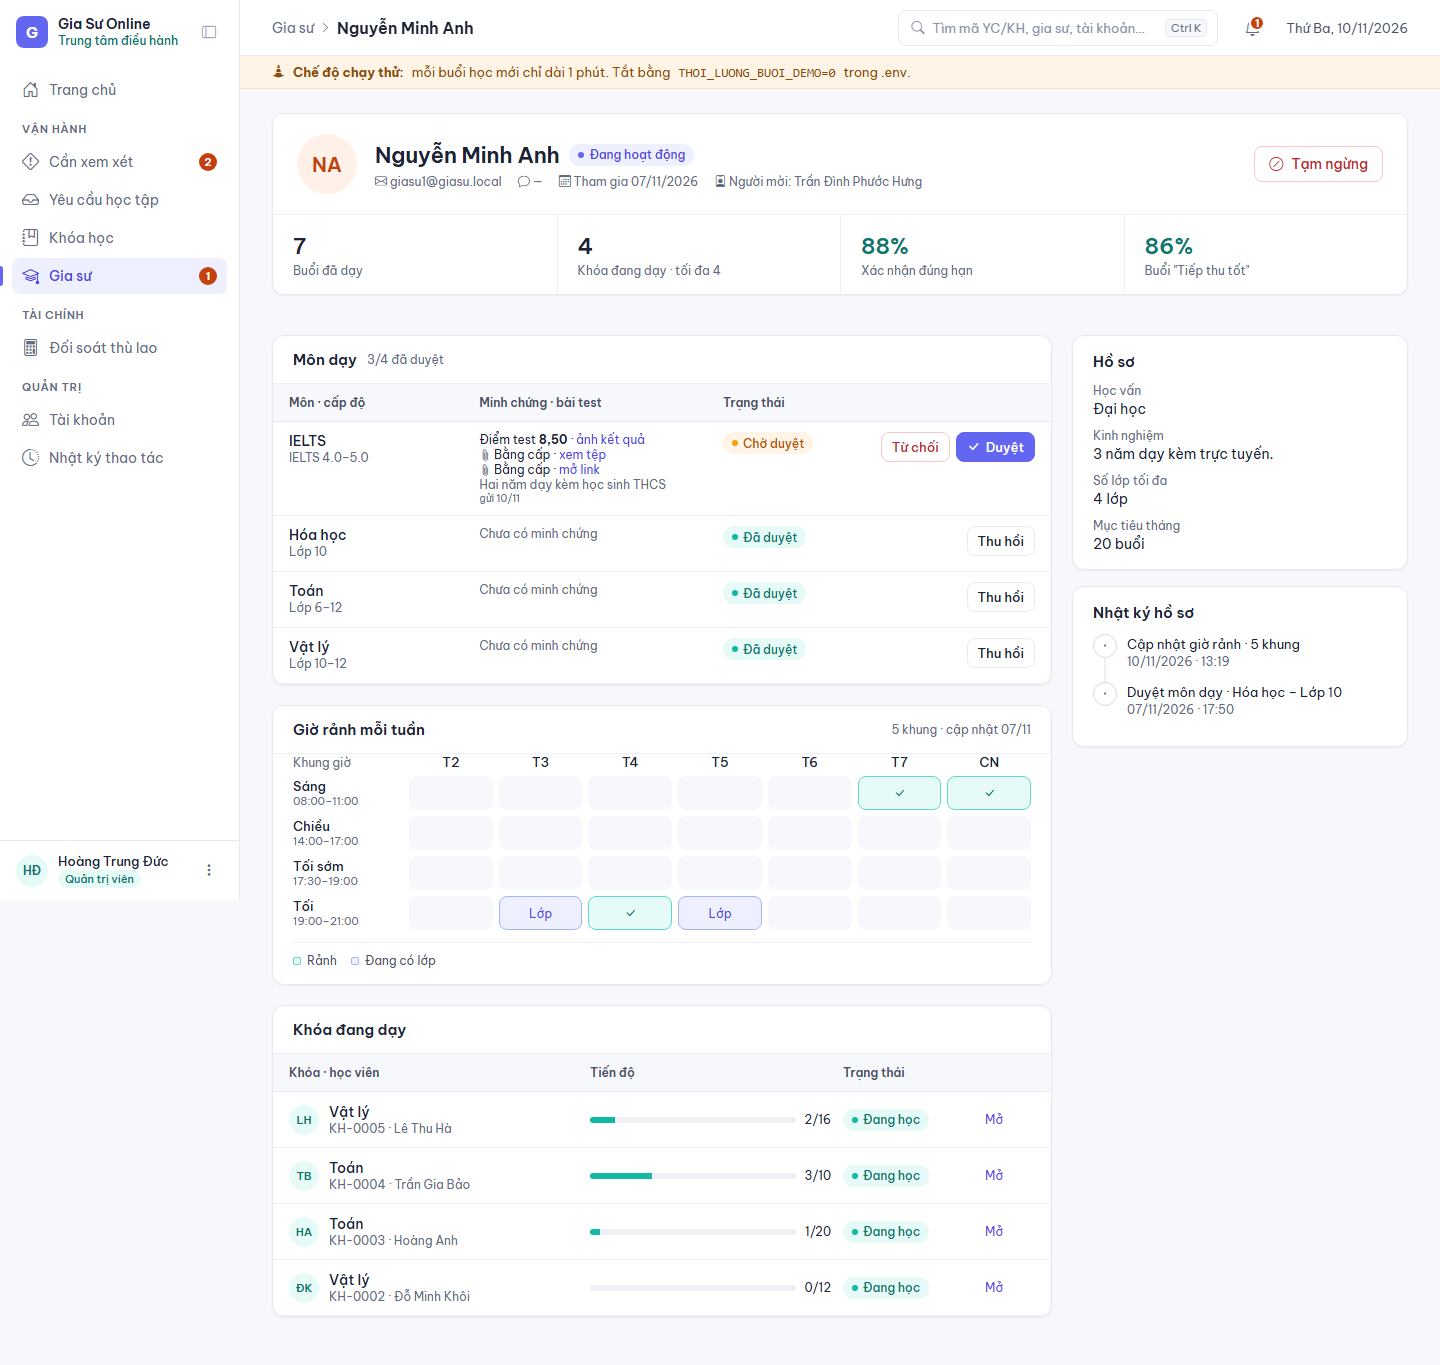 G
Gia Sư Online
Trung tâm điều hành
Trang chủ
VẬN HÀNH
Cần xem xét
2
Yêu cầu học tập
Khóa học
Gia sư
1
TÀI CHÍNH
Đối soát thù lao
QUẢN TRỊ
Tài khoản
Nhật ký thao tác
HĐ
Hoàng Trung Đức
Quản trị viên
Gia sư
Nguyễn Minh Anh
Tìm mã YC/KH, gia sư, tài khoản...
Ctrl K
1
Thứ Ba, 10/11/2026
Chế độ chạy thử: mỗi buổi học mới chỉ dài 1 phút. Tắt bằng THOI_LUONG_BUOI_DEMO=0 trong .env.
NA
Nguyễn Minh Anh
Đang hoạt động
giasu1@giasu.local
—
Tham gia 07/11/2026
Người mời: Trần Đình Phước Hưng
Tạm ngừng
7
Buổi đã dạy
4
Khóa đang dạy · tối đa 4
88%
Xác nhận đúng hạn
86%
Buổi "Tiếp thu tốt"
Môn dạy 3/4 đã duyệt
Môn · cấp độ Minh chứng · bài test Trạng thái
IELTS
IELTS 4.0–5.0
Điểm test 8,50 · ảnh kết quả
Bằng cấp · xem tệp
Bằng cấp · mở link
Hai năm dạy kèm học sinh THCS
gửi 10/11
Chờ duyệt
Từ chối
Duyệt
Hóa học
Lớp 10
Chưa có minh chứng
Đã duyệt
Thu hồi
Toán
Lớp 6–12
Chưa có minh chứng
Đã duyệt
Thu hồi
Vật lý
Lớp 10–12
Chưa có minh chứng
Đã duyệt
Thu hồi
Giờ rảnh mỗi tuần
5 khung · cập nhật 07/11
Khung giờ T2 T3 T4 T5 T6 T7 CN
Sáng
08:00–11:00
Chiều
14:00–17:00
Tối sớm
17:30–19:00
Tối
19:00–21:00
Lớp
Lớp
Rảnh
Đang có lớp
Khóa đang dạy
Khóa · học viên Tiến độ Trạng thái
LH
Vật lý
KH-0005 · Lê Thu Hà
2/16
Đang học
Mở
TB
Toán
KH-0004 · Trần Gia Bảo
3/10
Đang học
Mở
HA
Toán
KH-0003 · Hoàng Anh
1/20
Đang học
Mở
ĐK
Vật lý
KH-0002 · Đỗ Minh Khôi
0/12
Đang học
Mở
Hồ sơ
Học vấn
Đại học
Kinh nghiệm
3 năm dạy kèm trực tuyến.
Số lớp tối đa
4 lớp
Mục tiêu tháng
20 buổi
Nhật ký hồ sơ
Cập nhật giờ rảnh · 5 khung
10/11/2026 · 13:19
Duyệt môn dạy · Hóa học – Lớp 10
07/11/2026 · 17:50